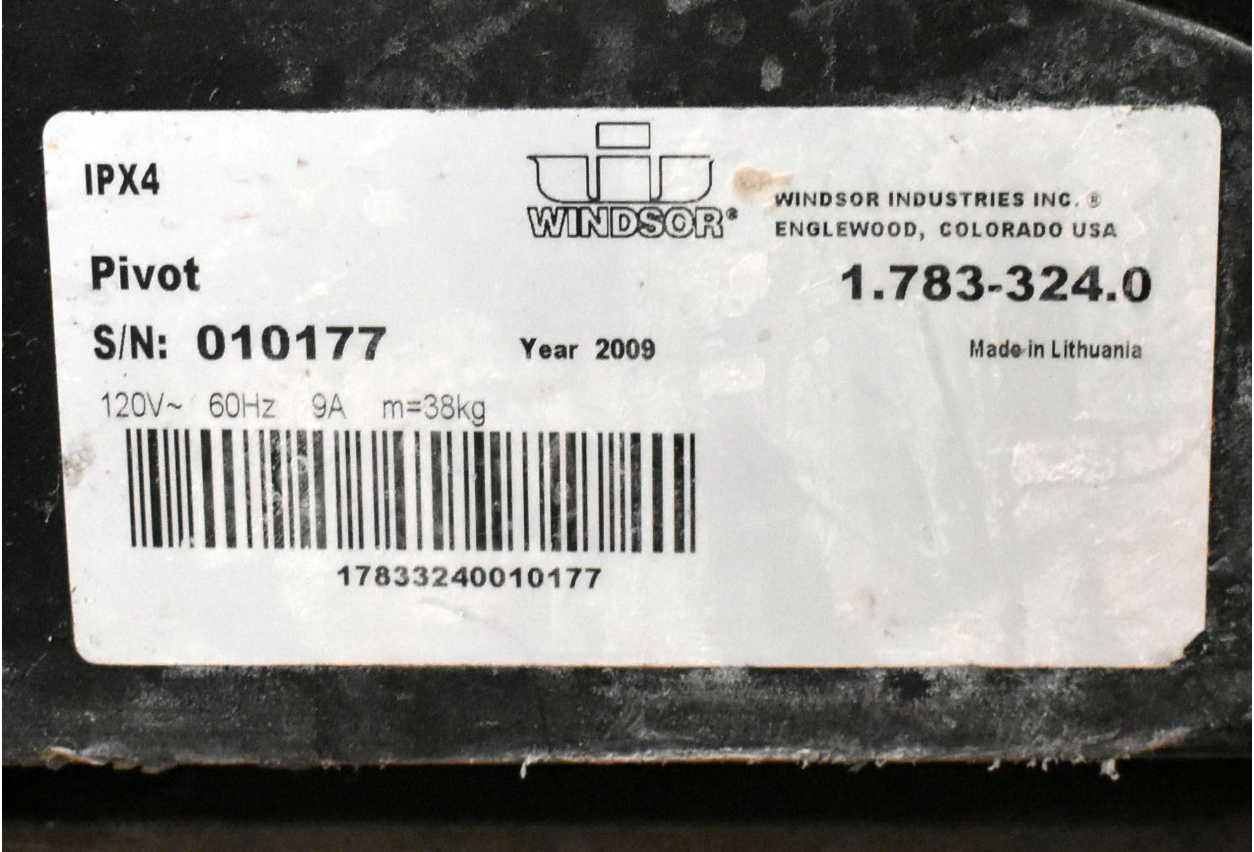 IPX4
WINDSOR®
WINDSOR INDUSTRIES INC. ®
ENGLEWOOD, COLORADO USA
Pivot
1.783-324.0
S/N: 010177
Year 2009
Made in Lithuania
120V~ 60Hz 9A m=38kg
17833240010177